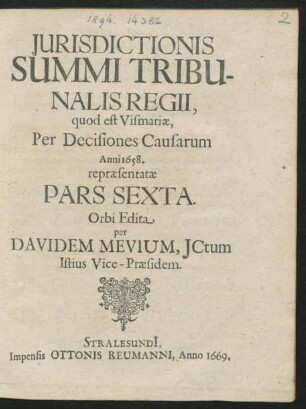 1894. 14382
2
JURISDICTIONIS
SUMMI TRIBU-
NALIS REGII,
quod est Vismariæ,
Per Decisiones Causarum
Anni 1658.
repræsentatæ
PARS SEXTA.
Orbi Edita
per
DAVIDEM MEVIUM, JCtum
Istius Vice-Præsidem.
STRALESUNDI,
Impensis OTTONIS REUMANNI, Anno 1669.